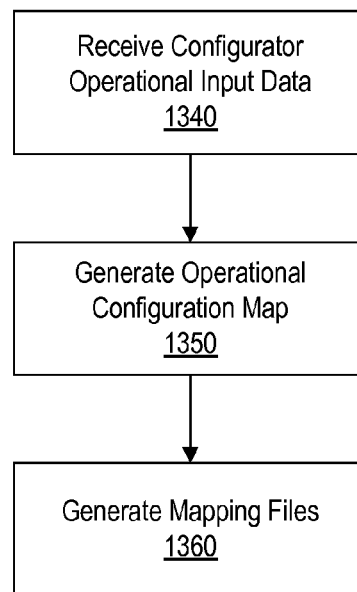 Receive Configurator
Operational Input Data
1340
Generate Operational
Configuration Map
1350
Generate Mapping Files
1360